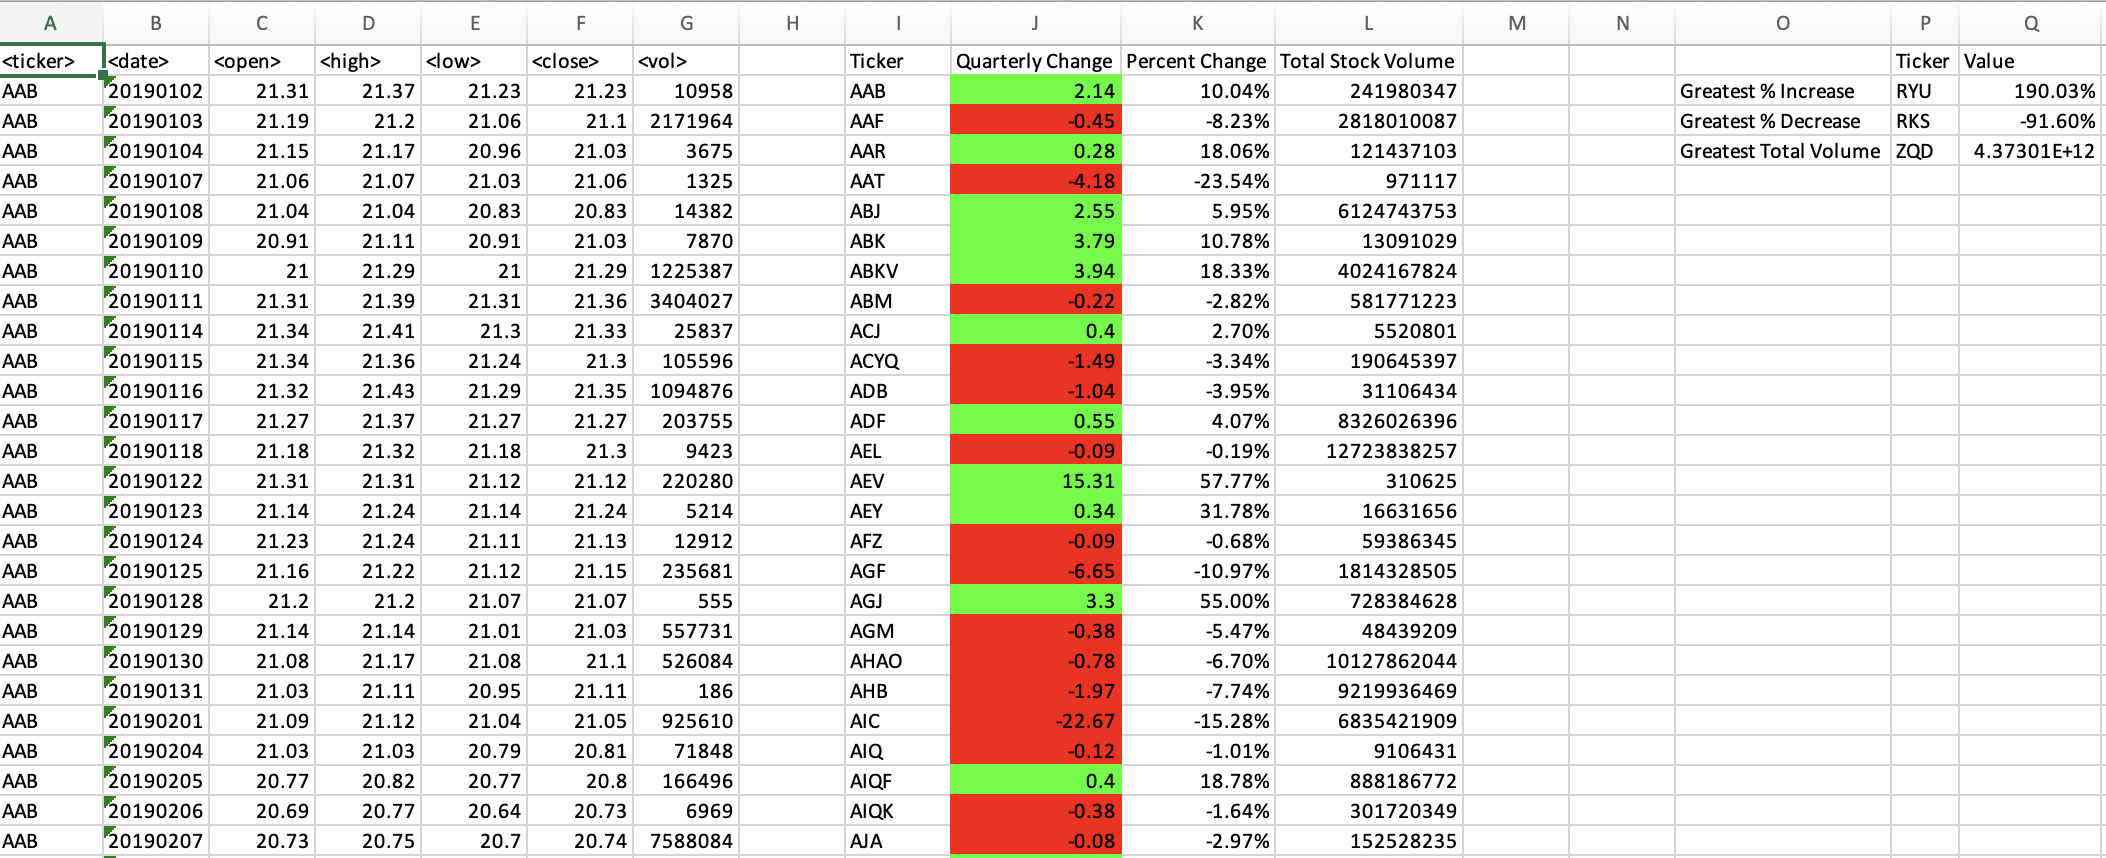 A B C D E F G H I J K L M N O P Q
<ticker> <date> <open> <high> <low> <close> <vol> Ticker Quarterly Change Percent Change Total Stock Volume Ticker Value
AAB 20190102 21.31 21.37 21.23 21.23 10958 AAB 2.14 10.04% 241980347 Greatest % Increase RYU 190.03%
AAB 20190103 21.19 21.2 21.06 21.1 2171964 AAF -0.45 -8.23% 2818010087 Greatest % Decrease RKS -91.60%
AAB 20190104 21.15 21.17 20.96 21.03 3675 AAR 0.28 18.06% 121437103 Greatest Total Volume ZQD 4.37301E+12
AAB 20190107 21.06 21.07 21.03 21.06 1325 AAT -4.18 -23.54% 971117
AAB 20190108 21.04 21.04 20.83 20.83 14382 ABJ 2.55 5.95% 6124743753
AAB 20190109 20.91 21.11 20.91 21.03 7870 ABK 3.79 10.78% 13091029
AAB 20190110 21 21.29 21 21.29 1225387 ABKV 3.94 18.33% 4024167824
AAB 20190111 21.31 21.39 21.31 21.36 3404027 ABM -0.22 -2.82% 581771223
AAB 20190114 21.34 21.41 21.3 21.33 25837 ACJ 0.4 2.70% 5520801
AAB 20190115 21.34 21.36 21.24 21.3 105596 ACYQ -1.49 -3.34% 190645397
AAB 20190116 21.32 21.43 21.29 21.35 1094876 ADB -1.04 -3.95% 31106434
AAB 20190117 21.27 21.37 21.27 21.27 203755 ADF 0.55 4.07% 8326026396
AAB 20190118 21.18 21.32 21.18 21.3 9423 AEL -0.09 -0.19% 12723838257
AAB 20190122 21.31 21.31 21.12 21.12 220280 AEV 15.31 57.77% 310625
AAB 20190123 21.14 21.24 21.14 21.24 5214 AEY 0.34 31.78% 16631656
AAB 20190124 21.23 21.24 21.11 21.13 12912 AFZ -0.09 -0.68% 59386345
AAB 20190125 21.16 21.22 21.12 21.15 235681 AGF -6.65 -10.97% 1814328505
AAB 20190128 21.2 21.2 21.07 21.07 555 AGJ 3.3 55.00% 728384628
AAB 20190129 21.14 21.14 21.01 21.03 557731 AGM -0.38 -5.47% 48439209
AAB 20190130 21.08 21.17 21.08 21.1 526084 AHAO -0.78 -6.70% 10127862044
AAB 20190131 21.03 21.11 20.95 21.11 186 AHB -1.97 -7.74% 9219936469
AAB 20190201 21.09 21.12 21.04 21.05 925610 AIC -22.67 -15.28% 6835421909
AAB 20190204 21.03 21.03 20.79 20.81 71848 AIQ -0.12 -1.01% 9106431
AAB 20190205 20.77 20.82 20.77 20.8 166496 AIQF 0.4 18.78% 888186772
AAB 20190206 20.69 20.77 20.64 20.73 6969 AIQK -0.38 -1.64% 301720349
AAB 20190207 20.73 20.75 20.7 20.74 7588084 AJA -0.08 -2.97% 152528235